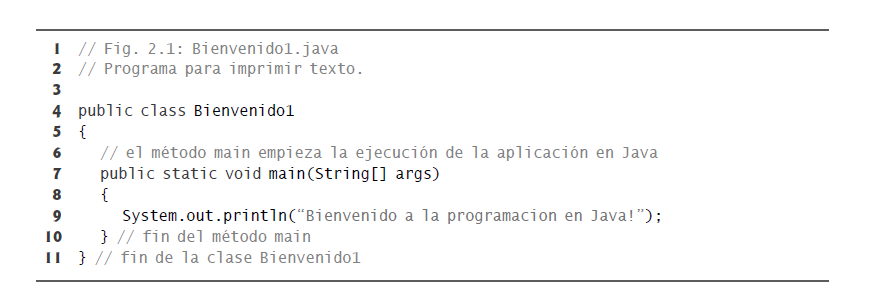 1 // Fig. 2.1: Bienvenido1.java
2 // Programa para imprimir texto.
3
4 public class Bienvenido1
5 {
6 // el método main empieza la ejecución de la aplicación en Java
7 public static void main(String[] args)
8 {
9 System.out.println(“Bienvenido a la programacion en Java!”);
10 } // fin del método main
11 } // fin de la clase Bienvenido1